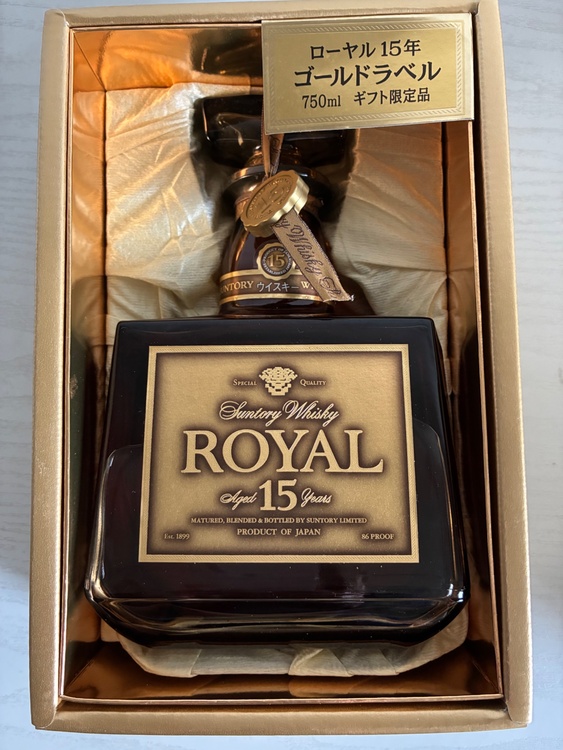 ローヤル 15年
ゴールドラベル
750ml ギフト限定品
15
NTORY ウイスキー W
y Whisky
SPECIAL QUALITY
Suntory Whisky
ROYAL
Aged 15 Years
MATURED, BLENDED & BOTTLED BY SUNTORY LIMITED
PRODUCT OF JAPAN
EST. 1899 86 PROOF